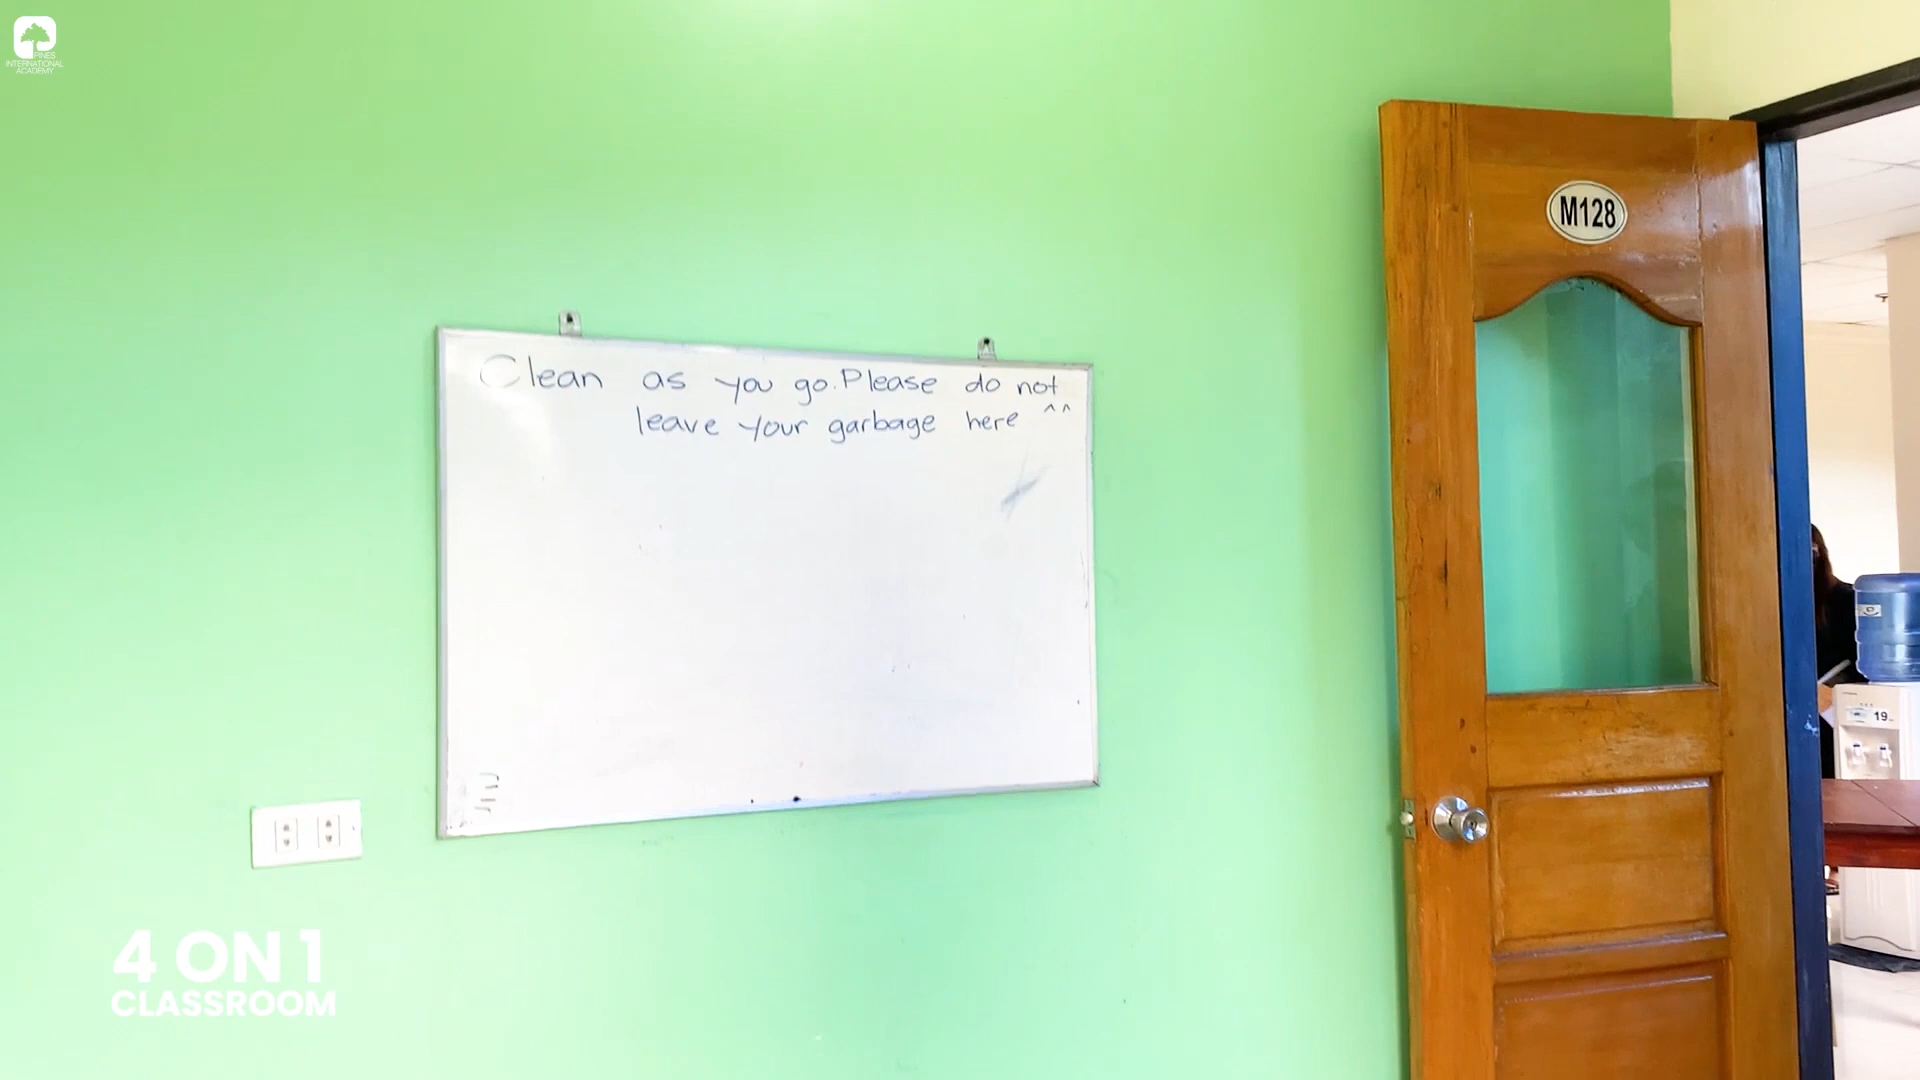 PINES
INTERNATIONAL
ACADEMY
M128
Clean as you go. Please do not
leave your garbage here ^^
19
4 ON 1
CLASSROOM